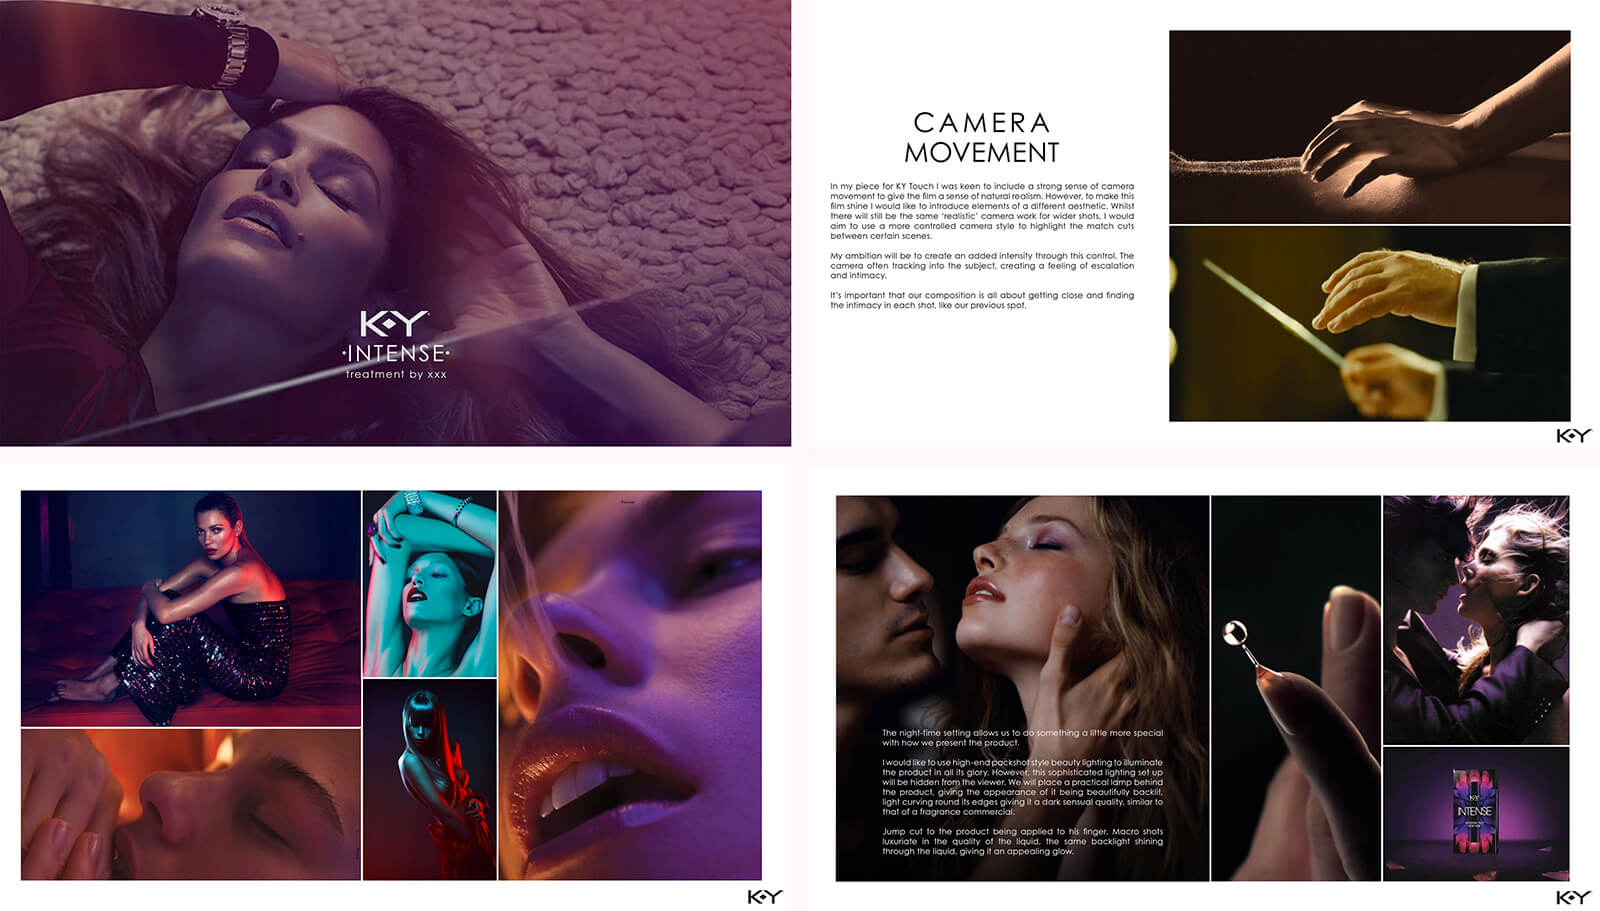 K-Y
INTENSE
treatment by xxx
CAMERA
MOVEMENT
In my piece for KY Touch I was keen to include a strong sense of camera
movement to give the film a sense of natural realism. However, to make this
film shine I would like to introduce elements of a different aesthetic. Whilst
there will still be the same ‘realistic’ camera work for wider shots, I would
aim to use a more controlled camera style to highlight the match cuts
between certain scenes.
My ambition will be to create an added intensity through this control. The
camera often tracking into the subject, creating a feeling of escalation
and intimacy.
It’s important that our composition is all about getting close and finding
the intimacy in each shot, like our previous spot.
K-Y
K-Y
The night-time setting allows us to do something a little more special
with how we present the product.
I would like to use high-end packshot style beauty lighting to illuminate
the product in all its glory. However, this sophisticated lighting set up
will be hidden from the viewer. We will place a practical lamp behind
the product, giving the appearance of it being beautifully backlit,
light curving round its edges giving it a dark sensual quality, similar to
that of a fragrance commercial.
Jump cut to the product being applied to his finger. Macro shots
luxuriate in the quality of the liquid, the same backlight shining
through the liquid, giving it an appealing glow.
K-Y
INTENSE
K-Y